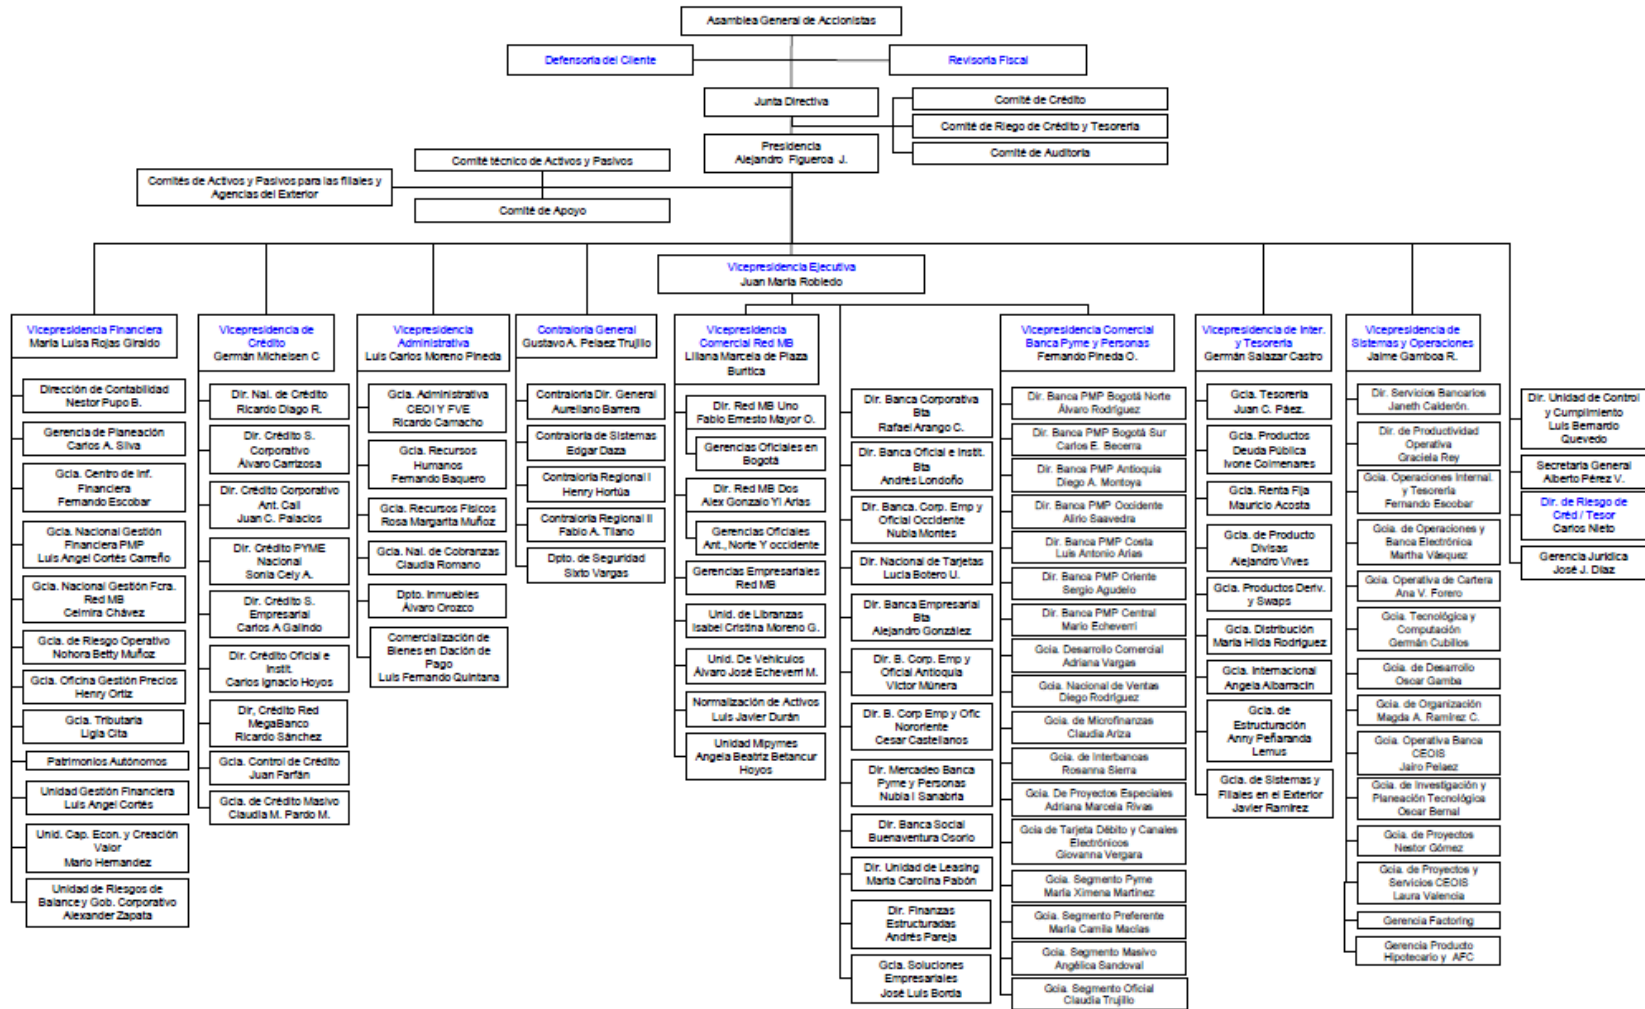 Asamblea General de Accionistas
Defensoría del Cliente
Revisoría Fiscal
Junta Directiva
Comité de Crédito
Comité de Riego de Crédito y Tesorería
Comité de Auditoria
Presidencia
Alejandro Figueroa J.
Comité técnico de Activos y Pasivos
Comités de Activos y Pasivos para las filiales y
Agencias del Exterior
Comité de Apoyo
Vicepresidencia Ejecutiva
Juan María Robledo
Vicepresidencia Financiera
María Luisa Rojas Giraldo
Dirección de Contabilidad
Nestor Pupo B.
Gerencia de Planeación
Carlos A. Silva
Gcia. Centro de Inf.
Financiera
Fernando Escobar
Gcia. Nacional Gestión
Financiera PMP
Luis Angel Cortés Carreño
Gcia. Nacional Gestión Fcra.
Red MB
Celmira Chávez
Gcia. de Riesgo Operativo
Nohora Betty Muñoz
Gcia. Oficina Gestión Precios
Henry Ortiz
Gcia. Tributaria
Ligia Cita
Patrimonios Autónomos
Unidad Gestión Financiera
Luis Angel Cortés
Unid. Cap. Econ. y Creación
Valor
Mario Hernandez
Unidad de Riesgos de
Balance y Gob. Corporativo
Alexander Zapata
Vicepresidencia de
Crédito
Germán Michelsen C
Dir. Nal. de Crédito
Ricardo Diago R.
Dir. Crédito S.
Corporativo
Álvaro Carrizosa
Dir. Crédito Corporativo
Ant. Cali
Juan C. Palacios
Dir. Crédito PYME
Nacional
Sonia Cely A.
Dir. Crédito S.
Empresarial
Carlos A Galindo
Dir. Crédito Oficial e
Instit.
Carlos Ignacio Hoyos
Dir, Crédito Red
MegaBanco
Ricardo Sánchez
Gcia. Control de Crédito
Juan Farfán
Gcia. de Crédito Masivo
Claudia M. Pardo M.
Vicepresidencia
Administrativa
Luis Carlos Moreno Pineda
Gcia. Administrativa
CEOI Y FVE
Ricardo Camacho
Gcia. Recursos
Humanos
Fernando Baquero
Gcia. Recursos Físicos
Rosa Margarita Muñoz
Gcia. Nal. de Cobranzas
Claudia Romano
Dpto. Inmuebles
Álvaro Orozco
Comercialización de
Bienes en Dación de
Pago
Luis Fernando Quintana
Contraloría General
Gustavo A. Pelaez Trujillo
Contraloría Dir. General
Aureliano Barrera
Contraloría de Sistemas
Edgar Daza
Contraloría Regional I
Henry Hortúa
Contraloría Regional II
Fabio A. Tilano
Dpto. de Seguridad
Sixto Vargas
Vicepresidencia
Comercial Red MB
Liliana Marcela de Plaza
Buritica
Dir. Red MB Uno
Fabio Ernesto Mayor O.
Gerencias Oficiales en
Bogotá
Dir. Red MB Dos
Alex Gonzalo Yi Arias
Gerencias Oficiales
Ant., Norte Y occidente
Gerencias Empresariales
Red MB
Unid. de Libranzas
Isabel Cristina Moreno G.
Unid. De Vehículos
Álvaro José Echeverri M.
Normalización de Activos
Luis Javier Durán
Unidad Mipymes
Angela Beatriz Betancur
Hoyos
Dir. Banca Corporativa
Bta
Rafael Arango C.
Dir. Banca Oficial e Instit.
Bta
Andrés Londoño
Dir. Banca. Corp. Emp y
Oficial Occidente
Nubia Montes
Dir. Nacional de Tarjetas
Lucía Botero U.
Dir. Banca Empresarial
Bta
Alejandro González
Dir. B. Corp. Emp y
Oficial Antioquia
Victor Múnera
Dir. B. Corp Emp y Ofic
Nororiente
Cesar Castellanos
Dir. Mercadeo Banca
Pyme y Personas
Nubia I Sanabria
Dir. Banca Social
Buenaventura Osorio
Dir. Unidad de Leasing
María Carolina Pabón
Dir. Finanzas
Estructuradas
Andrés Pareja
Gcia. Soluciones
Empresariales
José Luis Borda
Vicepresidencia Comercial
Banca Pyme y Personas
Fernando Pineda O.
Dir. Banca PMP Bogotá Norte
Álvaro Rodríguez
Dir. Banca PMP Bogotá Sur
Carlos E. Becerra
Dir. Banca PMP Antioquia
Diego A. Montoya
Dir. Banca PMP Occidente
Alirio Saavedra
Dir. Banca PMP Costa
Luis Antonio Arias
Dir. Banca PMP Oriente
Sergio Agudelo
Dir. Banca PMP Central
Mario Echeverri
Gcia. Desarrollo Comercial
Adriana Vargas
Gcia. Nacional de Ventas
Diego Rodríguez
Gcia. de Microfinanzas
Claudia Ariza
Gcia. de Interbancas
Rosanna Sierra
Gcia. De Proyectos Especiales
Adriana Marcela Rivas
Gcia de Tarjeta Débito y Canales
Electrónicos
Giovanna Vergara
Gcia. Segmento Pyme
María Ximena Martínez
Gcia. Segmento Preferente
María Camila Macías
Gcia. Segmento Masivo
Angélica Sandoval
Gcia. Segmento Oficial
Claudia Trujillo
Vicepresidencia de Inter.
y Tesorería
Germán Salazar Castro
Gcia. Tesorería
Juan C. Páez.
Gcia. Productos
Deuda Pública
Ivone Colmenares
Gcia. Renta Fija
Mauricio Acosta
Gcia. de Producto
Divisas
Alejandro Vives
Gcia. Productos Deriv.
y Swaps
Gcia. Distribución
María Hilda Rodríguez
Gcia. Internacional
Angela Albarracín
Gcia. de
Estructuración
Anny Peñaranda
Lemus
Gcia. de Sistemas y
Filiales en el Exterior
Javier Ramírez
Vicepresidencia de
Sistemas y Operaciones
Jaime Gamboa R.
Dir. Servicios Bancarios
Janeth Calderón.
Dir. de Productividad
Operativa
Graciela Rey
Gcia. Operaciones Internal.
y Tesorería
Fernando Escobar
Gcia. de Operaciones y
Banca Electrónica
Martha Vásquez
Gcia. Operativa de Cartera
Ana V. Forero
Gcia. Tecnológica y
Computación
Germán Cubillos
Gcia. de Desarrollo
Oscar Gamba
Gcia. de Organización
Magda A. Ramírez C.
Gcia. Operativa Banca
CEOIS
Jairo Pelaez
Gcia. de Investigación y
Planeación Tecnológica
Oscar Bernal
Gcia. de Proyectos
Nestor Gómez
Gcia. de Proyectos y
Servicios CEOIS
Laura Valencia
Gerencia Factoring
Gerencia Producto
Hipotecario y AFC
Dir. Unidad de Control
y Cumplimiento
Luis Bernardo
Quevedo
Secretaría General
Alberto Pérez V.
Dir. de Riesgo de
Créd / Tesor
Carlos Nieto
Gerencia Jurídica
José J. Díaz